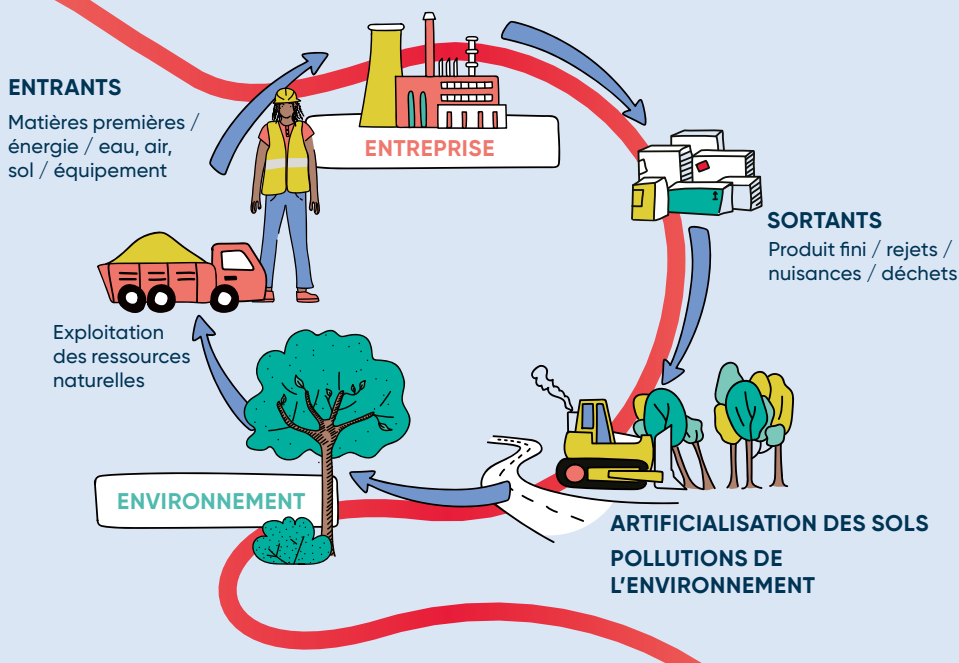 ENTRANTS
Matières premières /
énergie / eau, air,
sol / équipement
ENTREPRISE
SORTANTS
Produit fini / rejets /
nuisances / déchets
Exploitation
des ressources
naturelles
ENVIRONNEMENT
ARTIFICIALISATION DES SOLS
POLLUTIONS DE
L'ENVIRONNEMENT